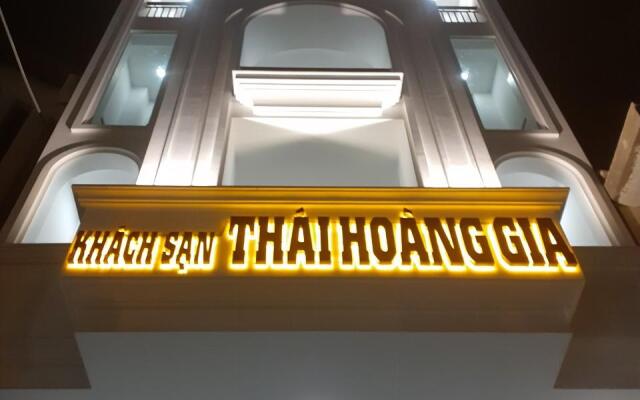 KHÁCH SẠN THÁI HOÀNG GIA